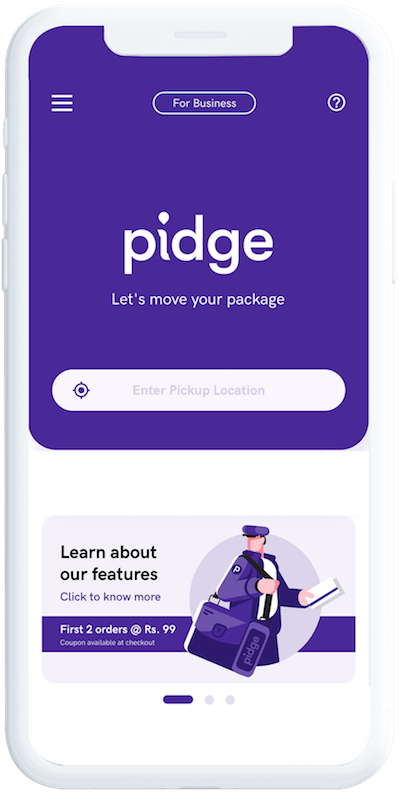 For Business
pidge
Let's move your package
Enter Pickup Location
Learn about
our features
Click to know more
First 2 orders @ Rs. 99
Coupon available at checkout
pidge